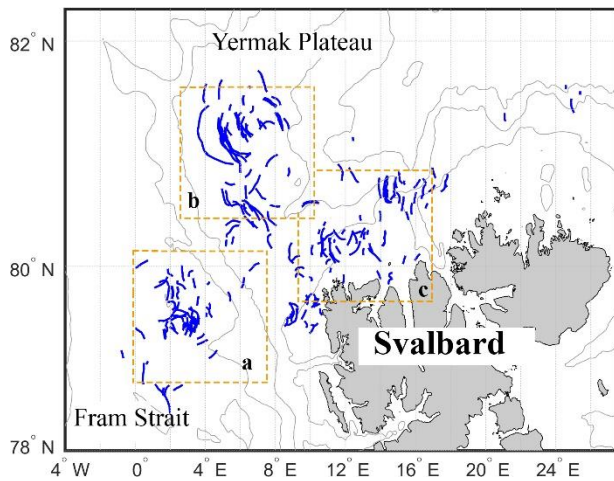 82° N
Yermak Plateau
b
80° N
c
Svalbard
a
Fram Strait
78° N
4° W 0° 4° E 8° E 12° E 16° E 20° E 24° E